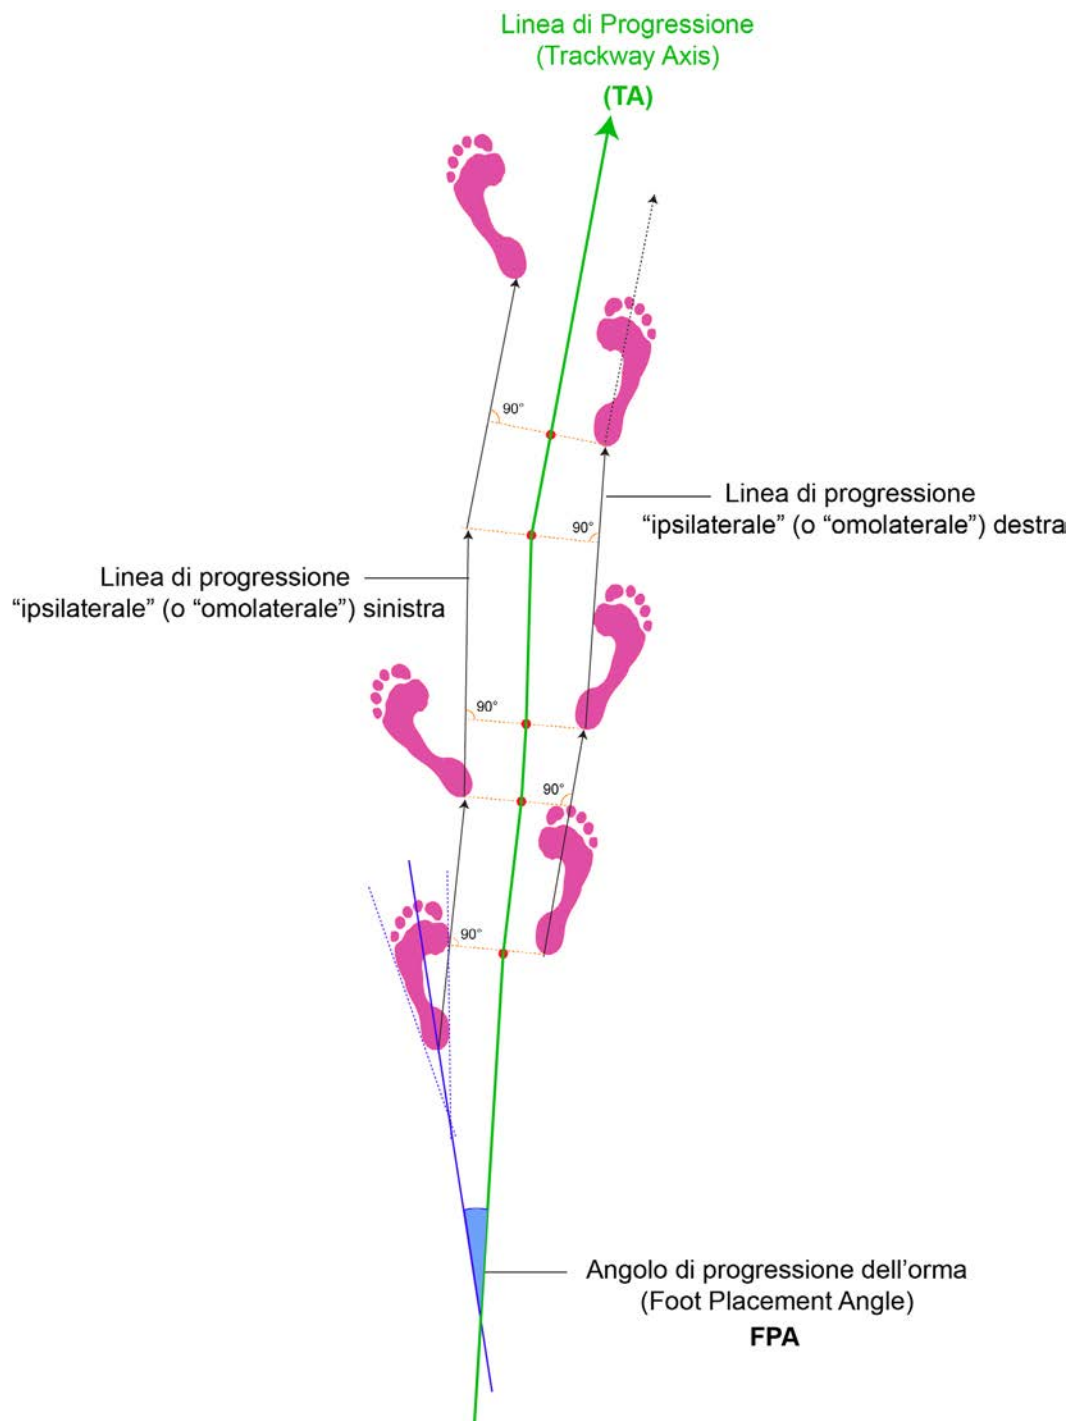 Linea di Progressione
(Trackway Axis)
(TA)
90°
Linea di progressione
“ipsilaterale” (o “omolaterale”) destra
90°
Linea di progressione
“ipsilaterale” (o “omolaterale”) sinistra
90°
90°
90°
Angolo di progressione dell’orma
(Foot Placement Angle)
FPA